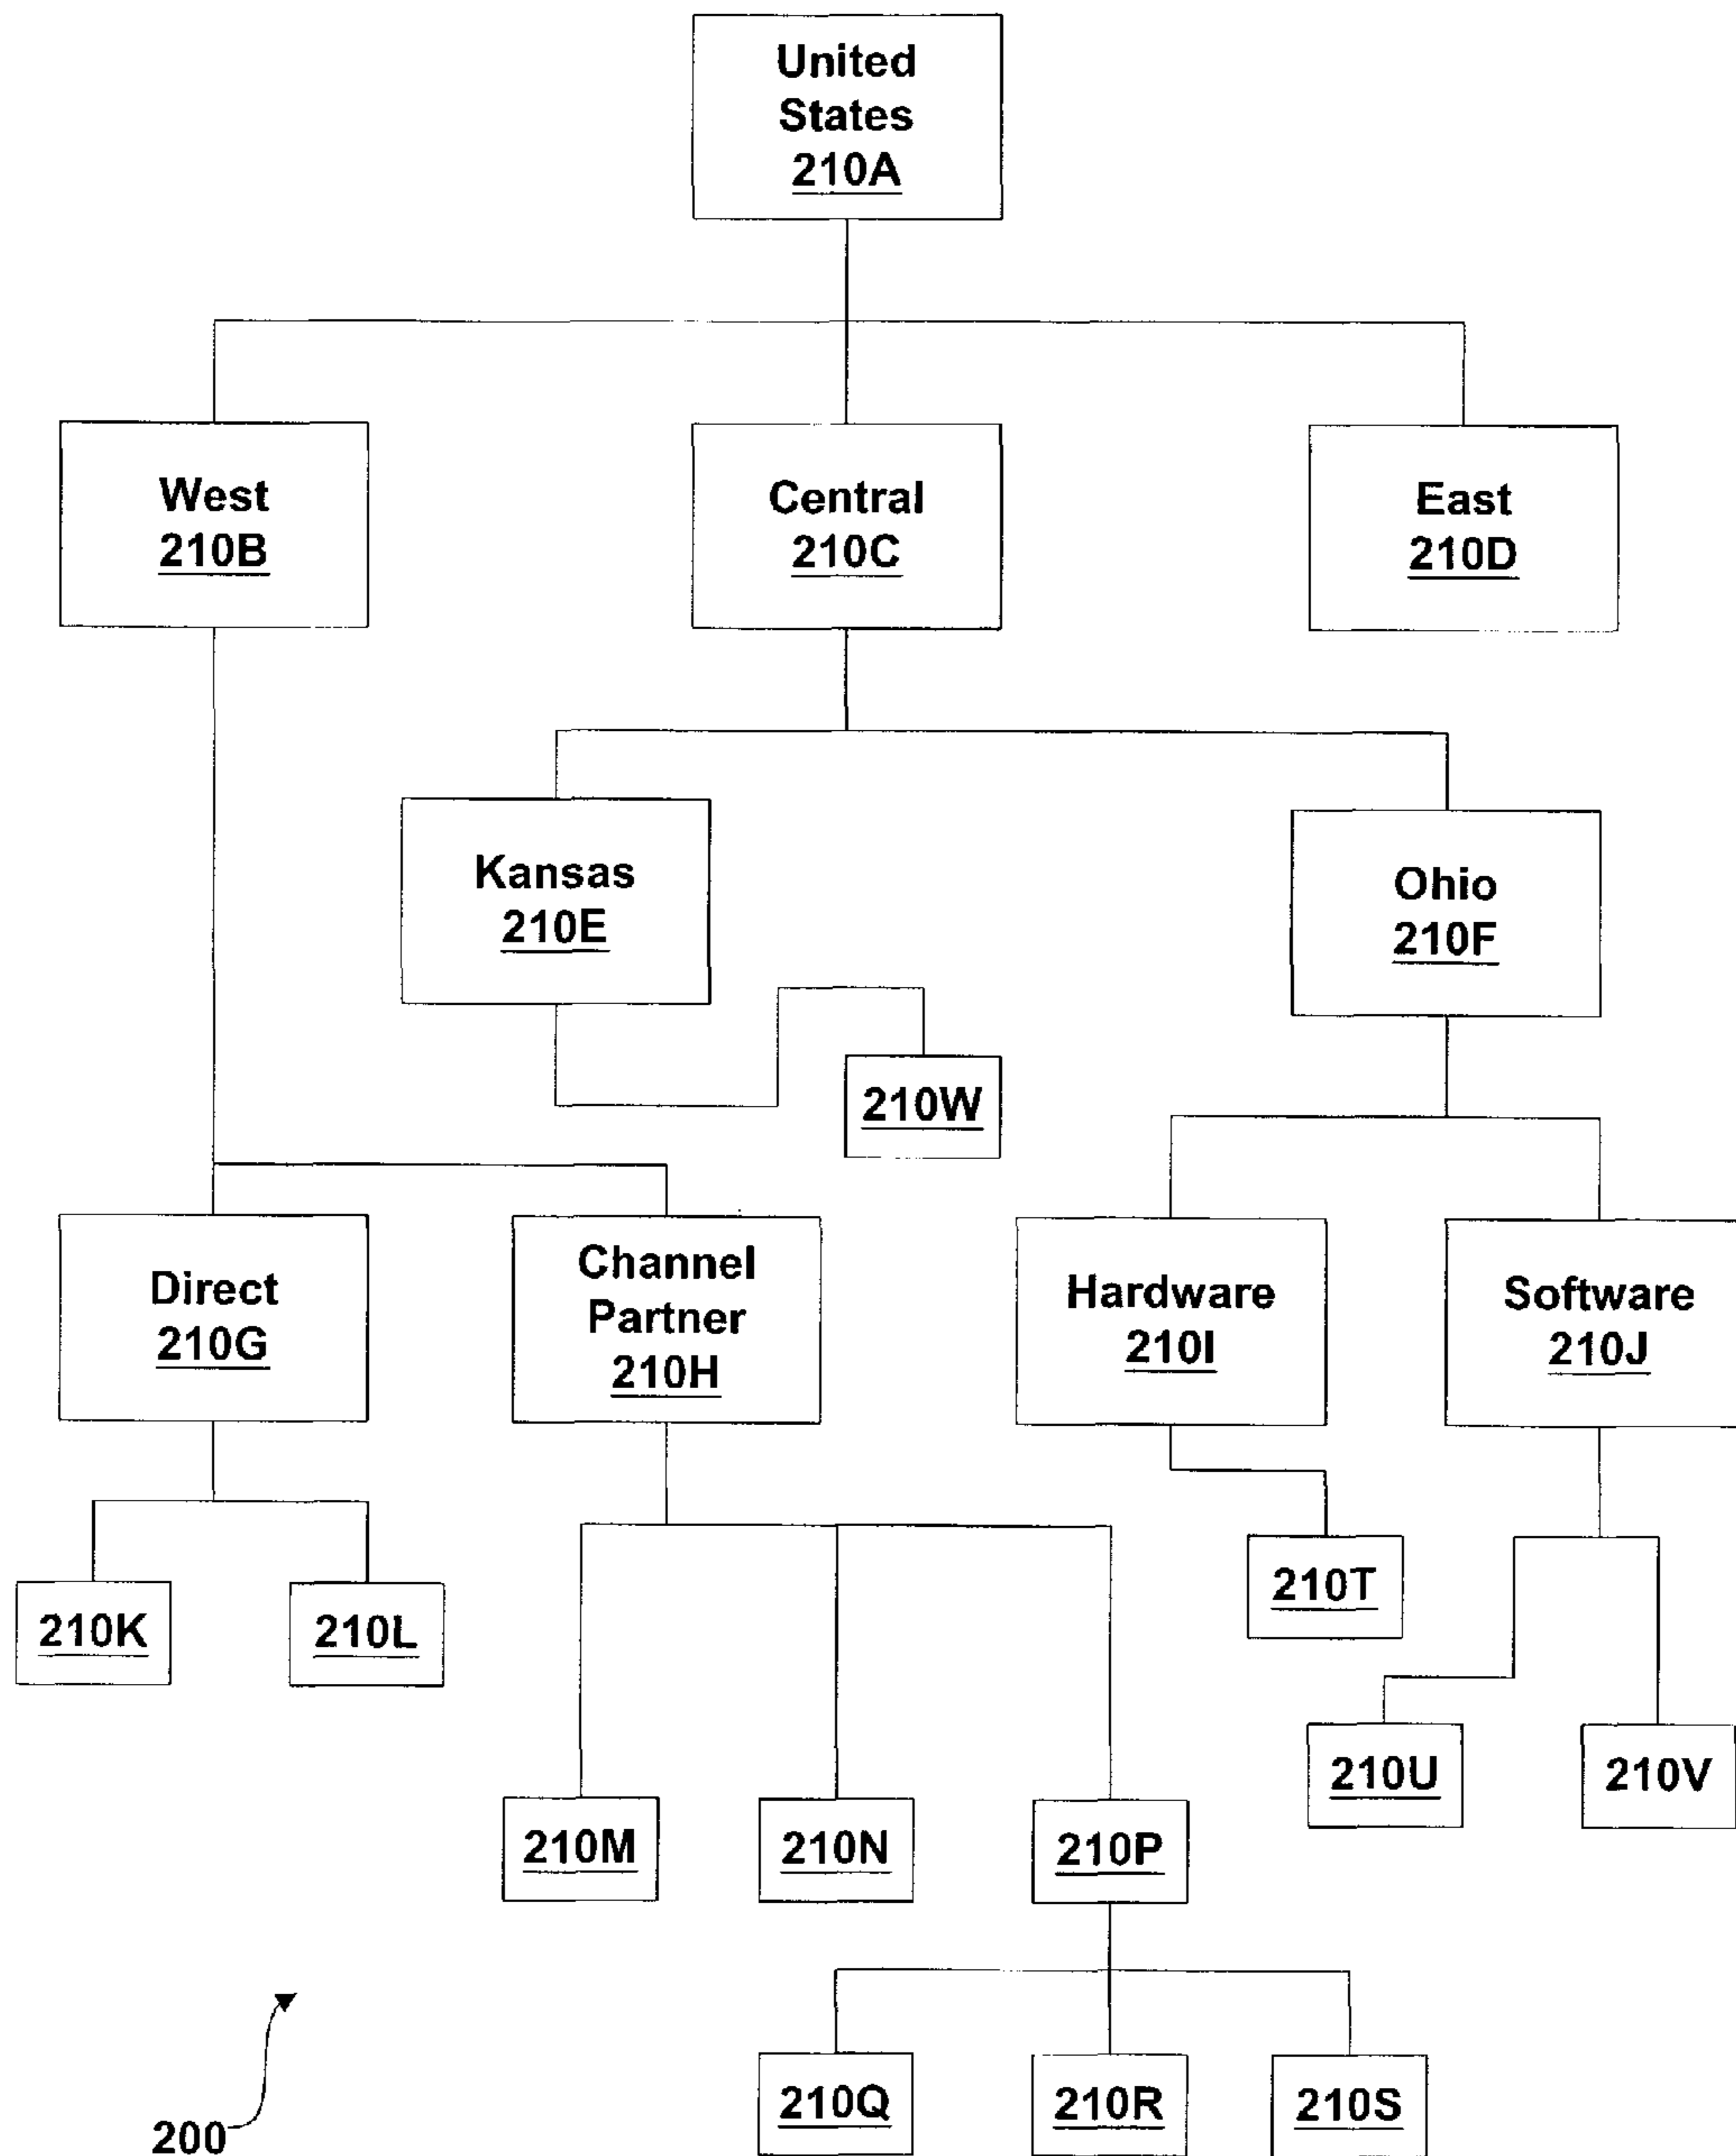 United
States
210A
West
210B
Central
210C
East
210D
Kansas
210E
Ohio
210F
210W
Direct
210G
Channel
Partner
210H
Hardware
210I
Software
210J
210K
210L
210T
210U
210V
210M
210N
210P
210Q
210R
210S
200